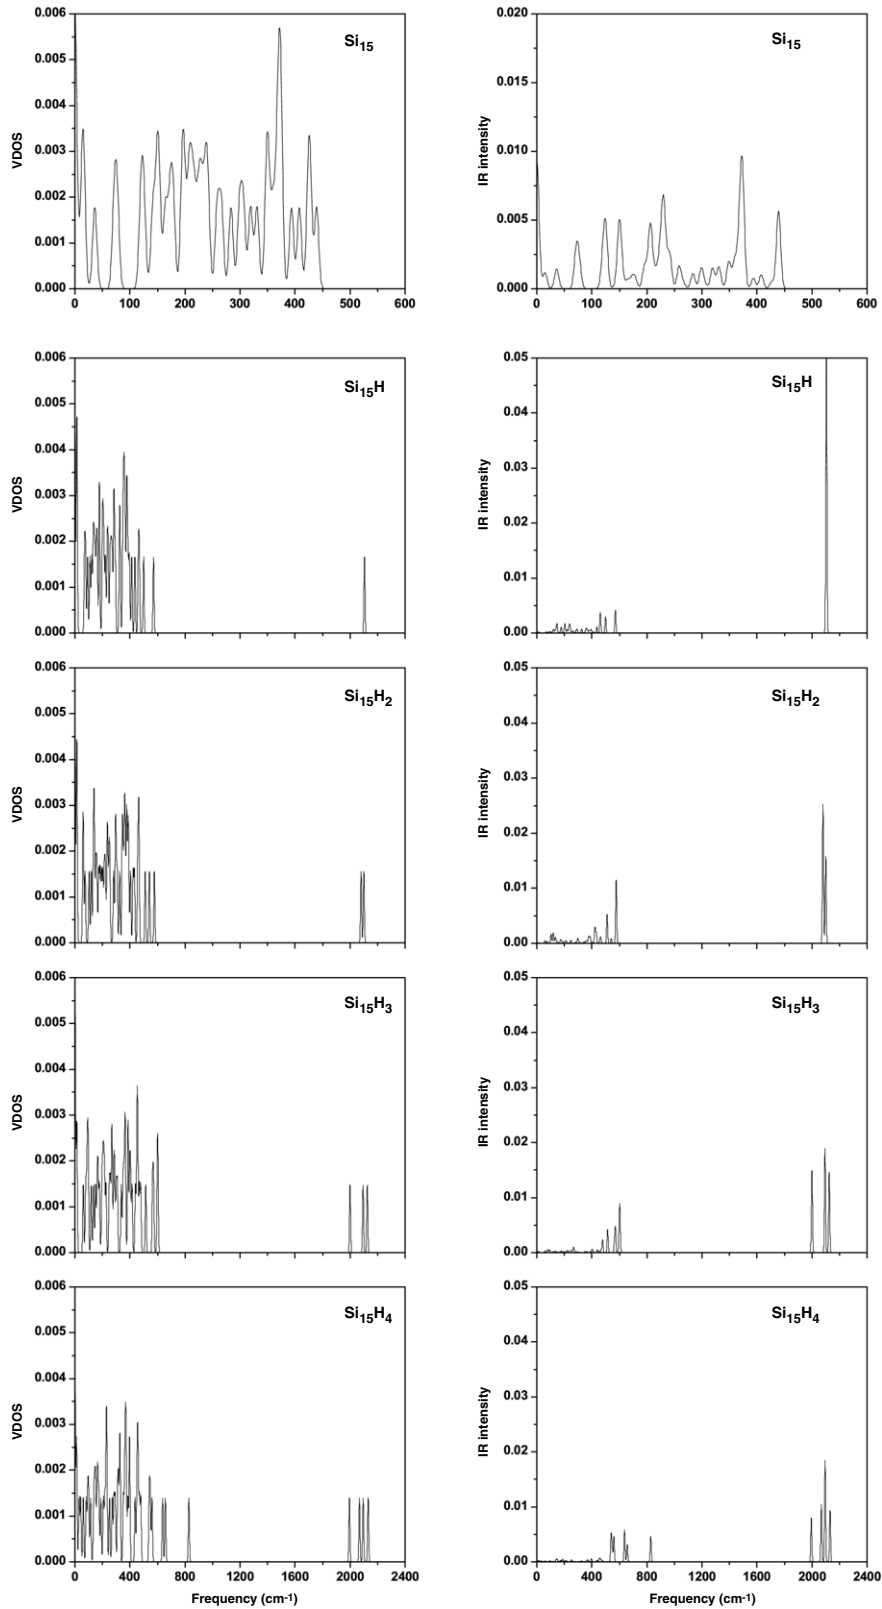 Si15
VDOS
0.006
0.005
0.004
0.003
0.002
0.001
0.000
0 100 200 300 400 500 600
Si15
IR intensity
0.020
0.015
0.010
0.005
0.000
0 100 200 300 400 500 600
Si15H
VDOS
0.006
0.005
0.004
0.003
0.002
0.001
0.000
Si15H
IR intensity
0.05
0.04
0.03
0.02
0.01
0.00
Si15H2
VDOS
0.006
0.005
0.004
0.003
0.002
0.001
0.000
Si15H2
IR intensity
0.05
0.04
0.03
0.02
0.01
0.00
Si15H3
VDOS
0.006
0.005
0.004
0.003
0.002
0.001
0.000
Si15H3
IR intensity
0.05
0.04
0.03
0.02
0.01
0.00
Si15H4
VDOS
0.006
0.005
0.004
0.003
0.002
0.001
0.000
0 400 800 1200 1600 2000 2400
Frequency (cm-1)
Si15H4
IR intensity
0.05
0.04
0.03
0.02
0.01
0.00
0 400 800 1200 1600 2000 2400
Frequency (cm-1)